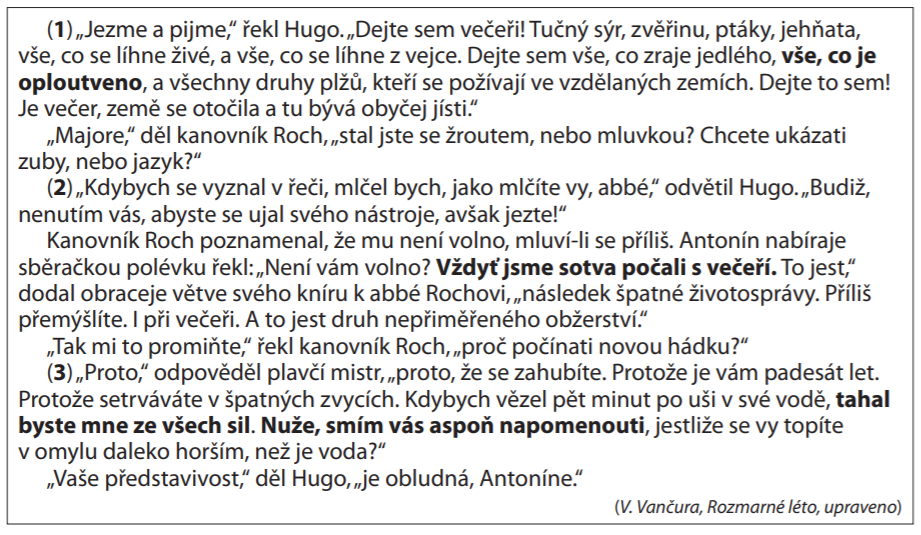 (1) „Jezme a pijme,“ řekl Hugo. „Dejte sem večeři! Tučný sýr, zvěřinu, ptáky, jehňata,
vše, co se líhne živé, a vše, co se líhne z vejce. Dejte sem vše, co zraje jedlého, vše, co je
oploutveno, a všechny druhy plžů, kteří se požívají ve vzdělaných zemích. Dejte to sem!
Je večer, země se otočila a tu bývá obyčej jísti.“
„Majore,“ děl kanovník Roch, „stal jste se žroutem, nebo mluvkou? Chcete ukázati
zuby, nebo jazyk?“
(2) „Kdybych se vyznal v řeči, mlčel bych, jako mlčíte vy, abbé,“ odvětil Hugo. „Budiž,
nenutím vás, abyste se ujal svého nástroje, avšak jezte!“
Kanovník Roch poznamenal, že mu není volno, mluví-li se příliš. Antonín nabíraje
sběračkou polévku řekl: „Není vám volno? Vždyť jsme sotva počali s večeří. To jest,“
dodal obraceje větve svého kníru k abbé Rochovi, „následek špatné životosprávy. Příliš
přemýšlíte. I při večeři. A to jest druh nepřiměřeného obžerství.“
„Tak mi to promiňte,“ řekl kanovník Roch, „proč počínati novou hádku?“
(3) „Proto,“ odpověděl plavčí mistr, „proto, že se zahubíte. Protože je vám padesát let.
Protože setrváváte v špatných zvycích. Kdybych vězel pět minut po uši v své vodě, tahal
byste mne ze všech sil. Nuže, smím vás aspoň napomenouti, jestliže se vy topíte
v omylu daleko horším, než je voda?“
„Vaše představivost,“ děl Hugo, „je obludná, Antoníne.“
(V. Vančura, Rozmarné léto, upraveno)